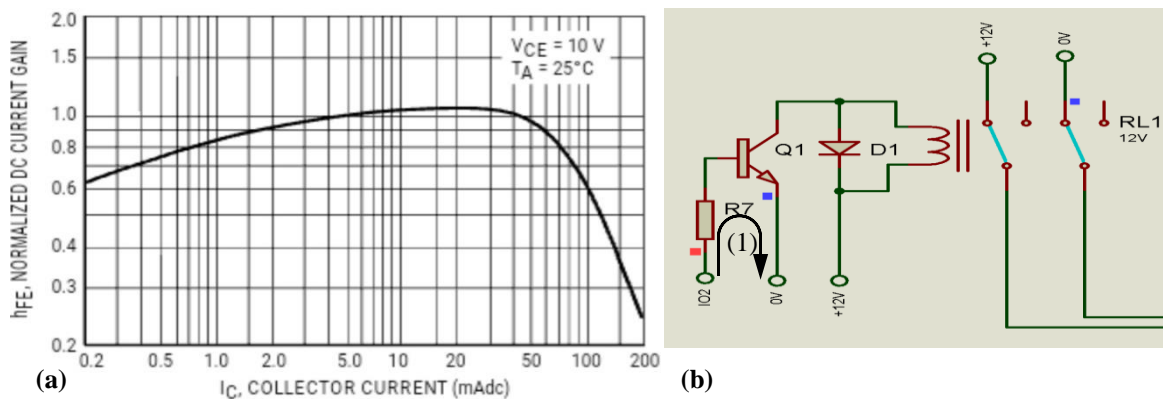 2.0
1.5
1.0
0.8
0.6
0.4
0.3
0.2
hFE, NORMALIZED DC CURRENT GAIN
VCE = 10 V
TA = 25°C
0.2 0.5 1.0 2.0 5.0 10 20 50 100 200
IC, COLLECTOR CURRENT (mAdc)
(a)
+12V
0V
RL1
12V
Q1
D1
R7
(1)
IO2
0V
+12V
(b)